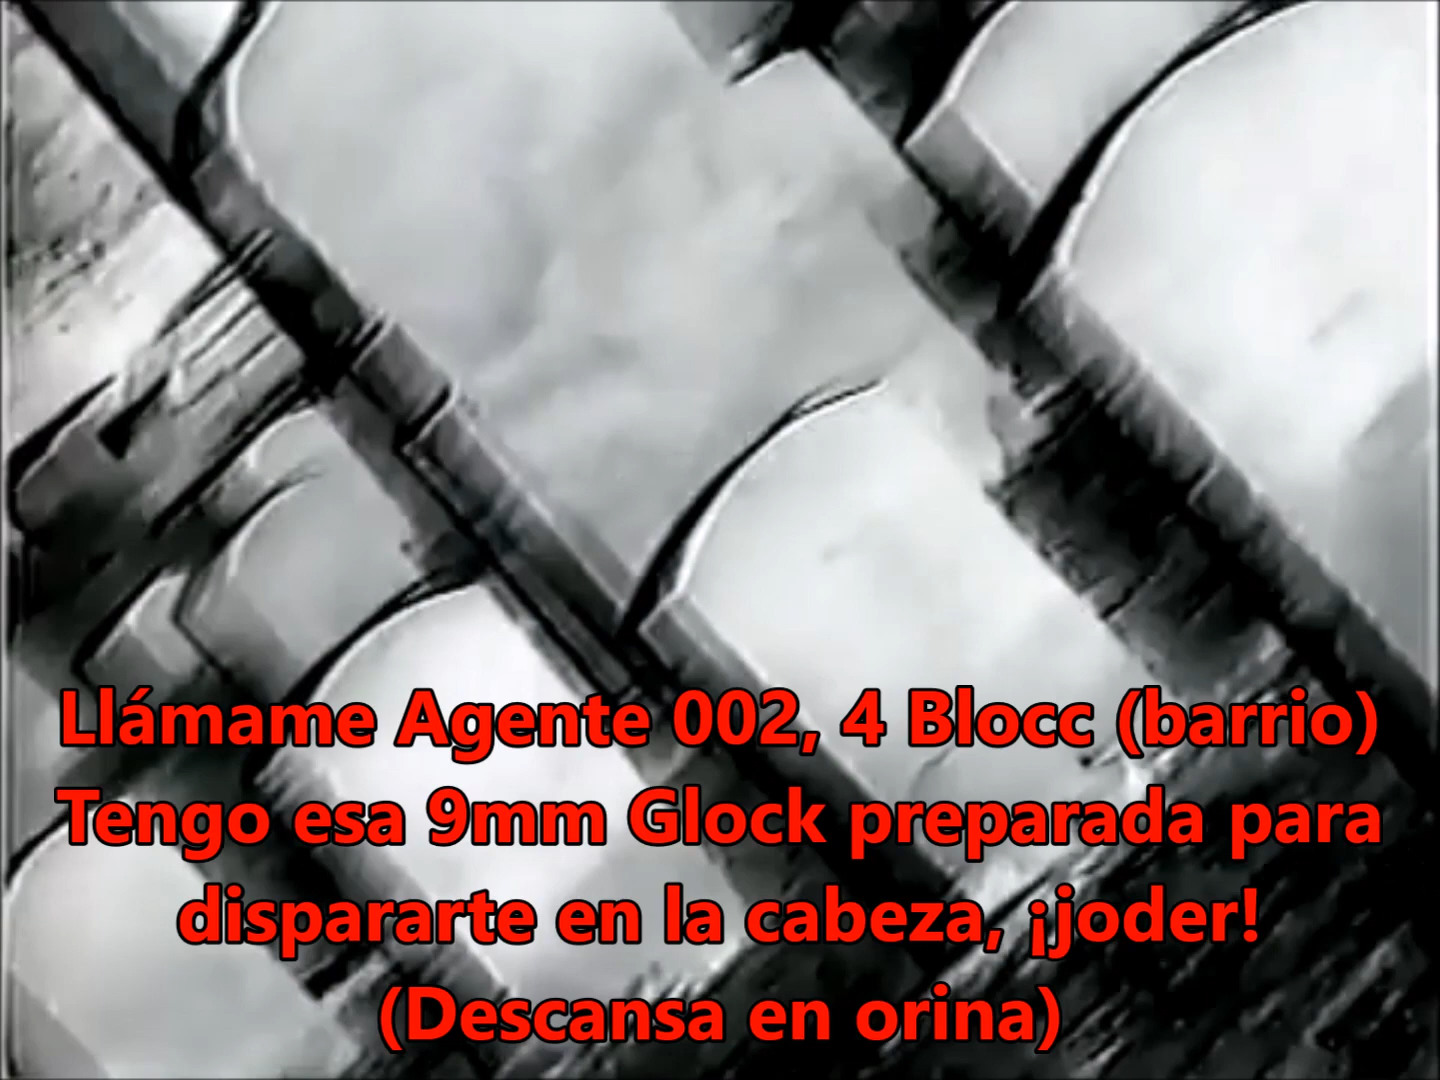 Llámame Agente 002, 4 Blocc (barrio)
Tengo esa 9mm Glock preparada para
dispararte en la cabeza, ¡joder!
(Descansa en orina)